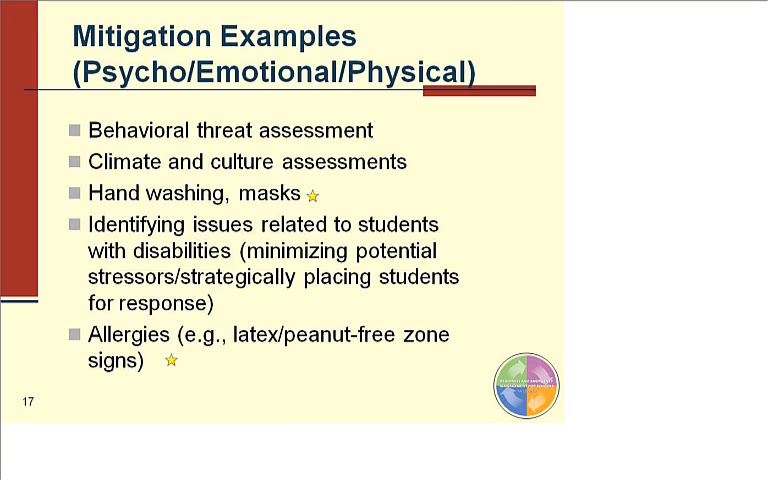 Mitigation Examples
(Psycho/Emotional/Physical)
Behavioral threat assessment
Climate and culture assessments
Hand washing, masks
Identifying issues related to students
with disabilities (minimizing potential
stressors/strategically placing students
for response)
Allergies (e.g., latex/peanut-free zone
signs)
17